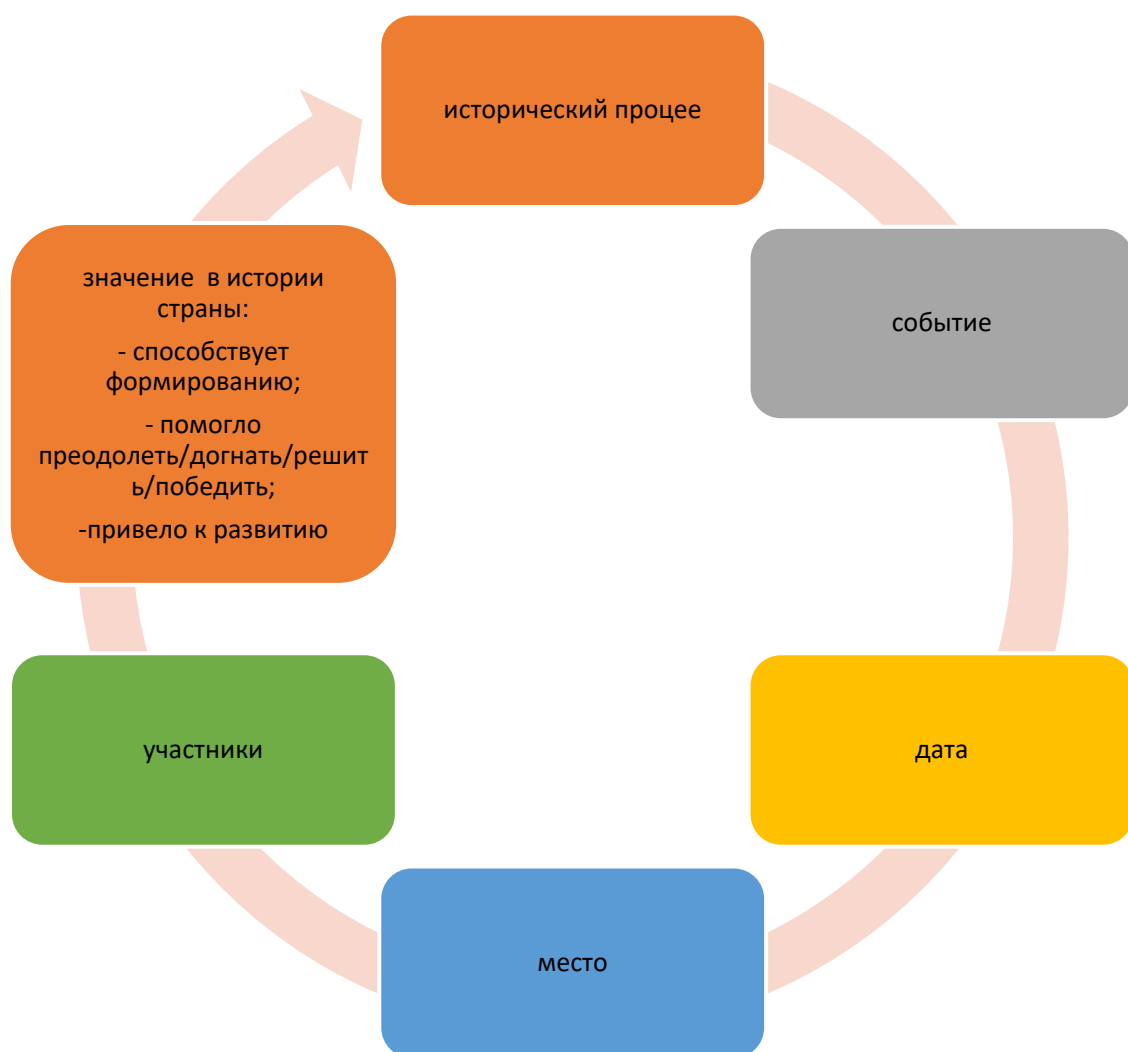 исторический процее
событие
дата
место
участники
значение  в истории
страны:
- способствует
формированию;
- помогло
преодолеть/догнать/решит
ь/победить;
-привело к развитию